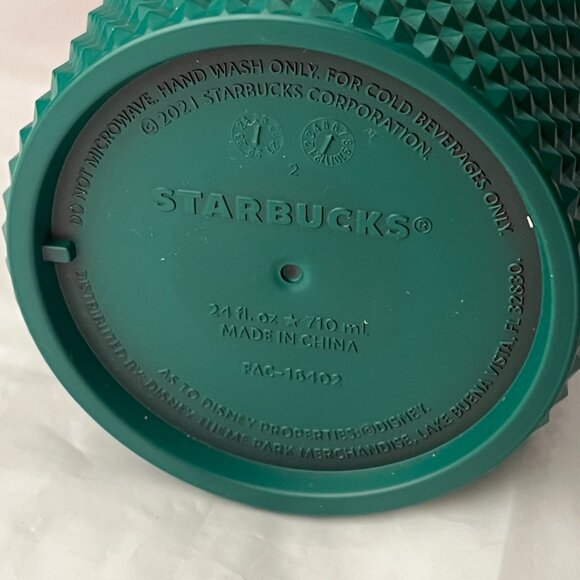 DO NOT MICROWAVE. HAND WASH ONLY. FOR COLD BEVERAGES ONLY.
©2021 STARBUCKS CORPORATION.
2
STARBUCKS®
24 fl. oz ★ 710 ml.
MADE IN CHINA
FAC-16402
AS TO DISNEY PROPERTIES: ©DISNEY.
DISTRIBUTED BY: DISNEY THEME PARK MERCHANDISE, LAKE BUENA VISTA, FL 32830.